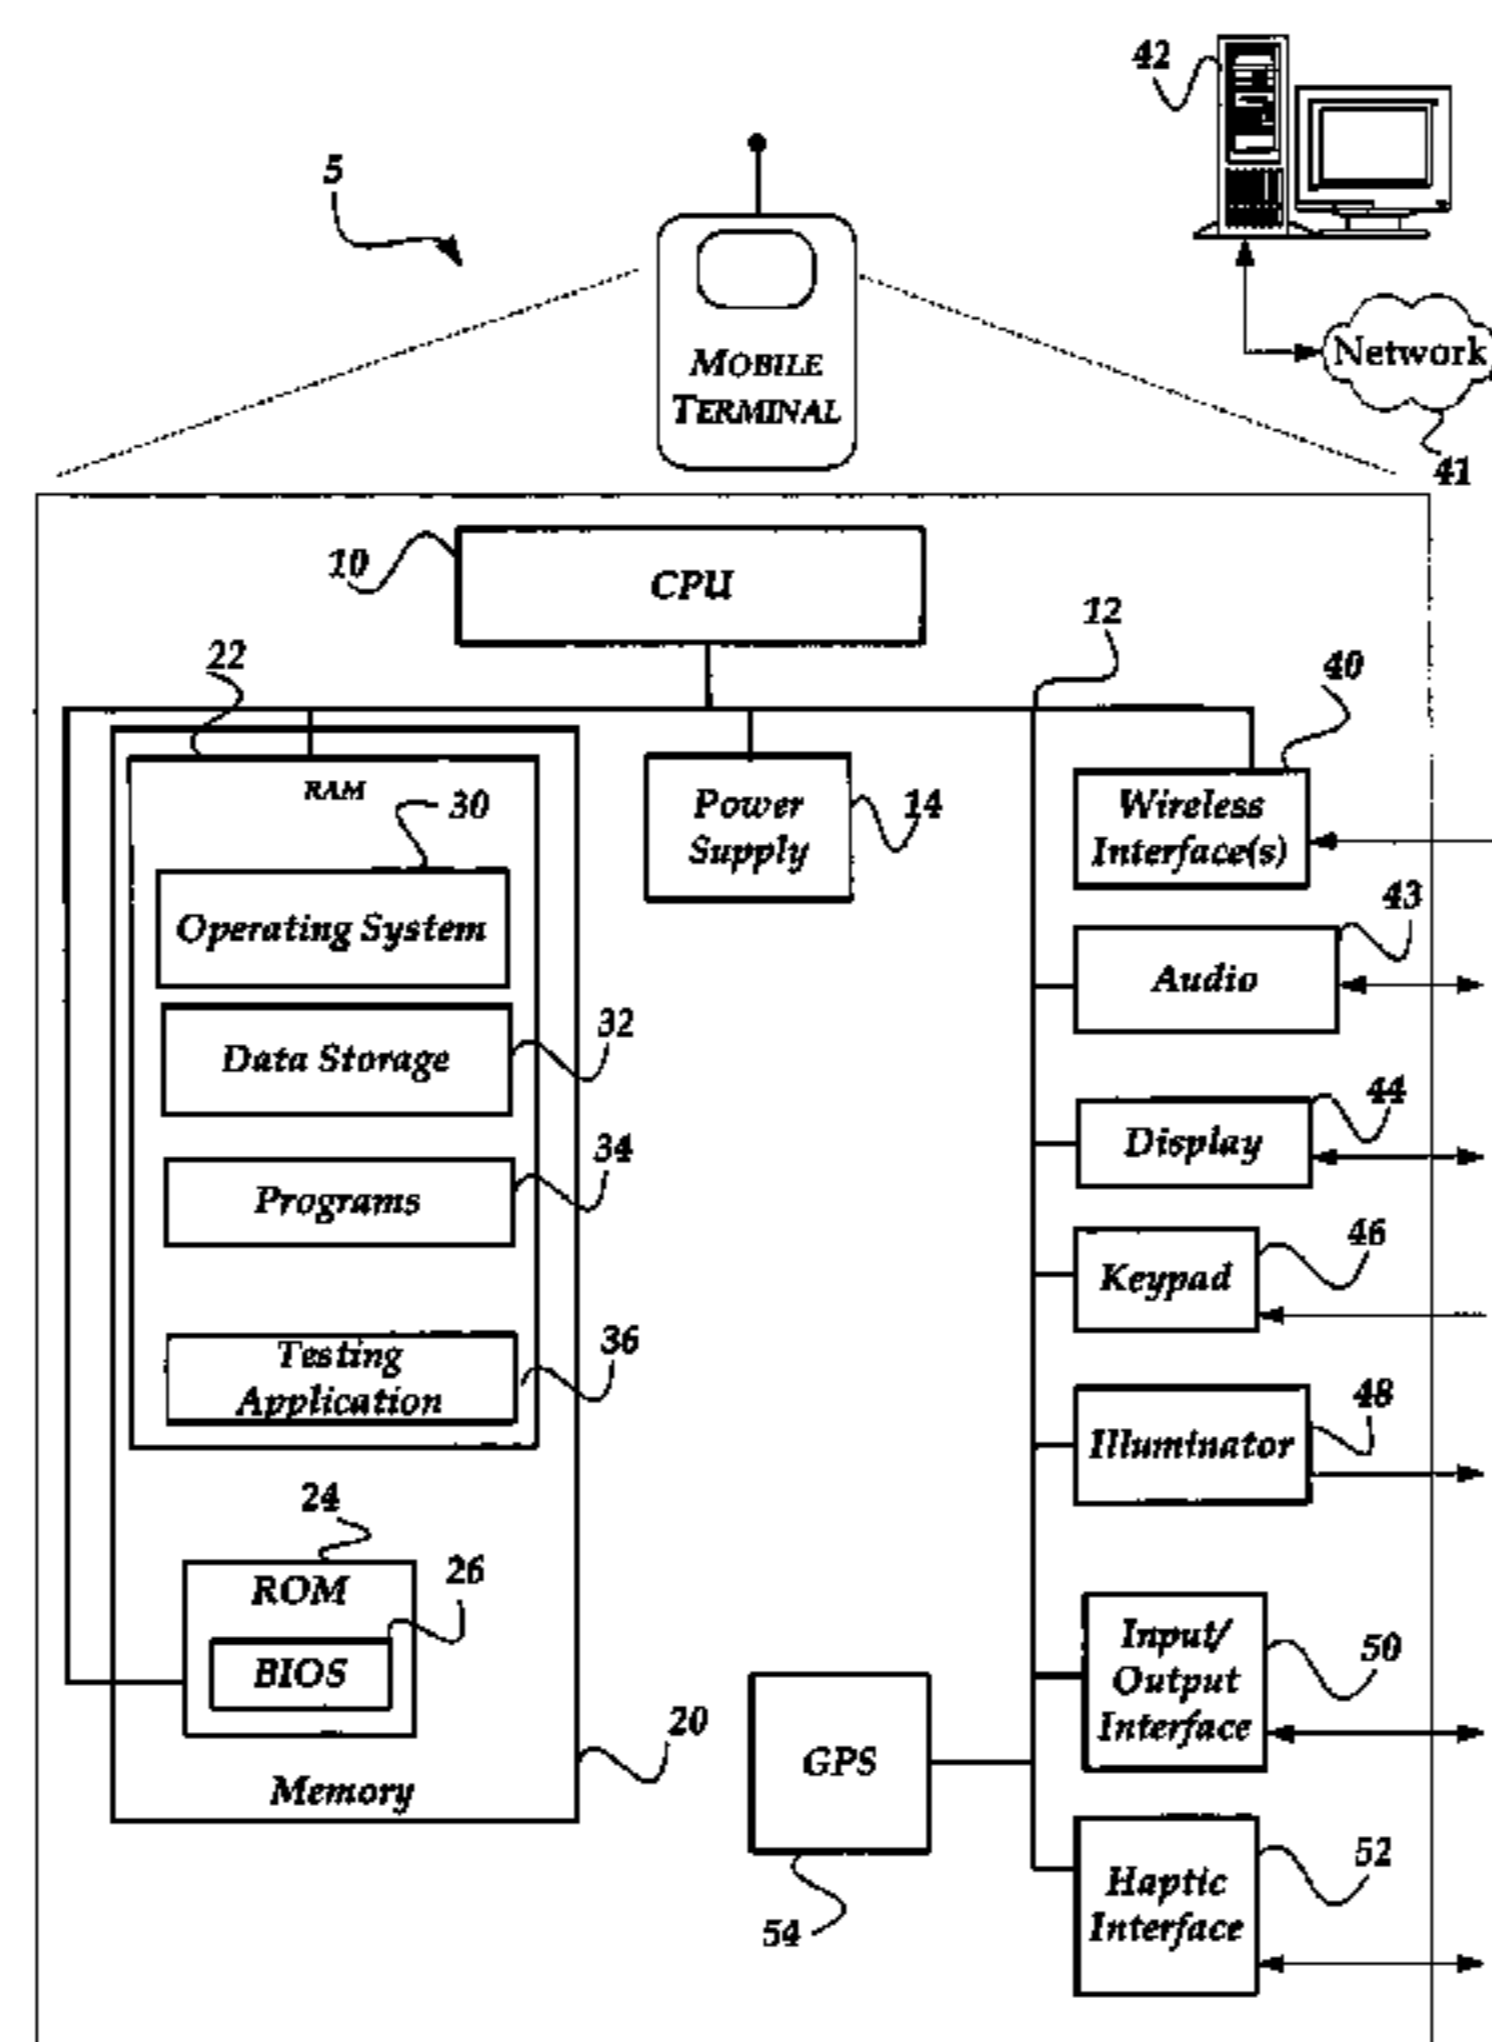 42
5
MOBILE
TERMINAL
Network
41
10
CPU
12
22
40
RAM
30
Power
Supply
14
Wireless
Interface(s)
43
Operating System
Audio
32
Data Storage
44
Display
34
Programs
46
Keypad
36
Testing
Application
48
Illuminator
24
ROM
26
BIOS
Input/
Output
Interface
50
20
GPS
Memory
52
Haptic
Interface
54